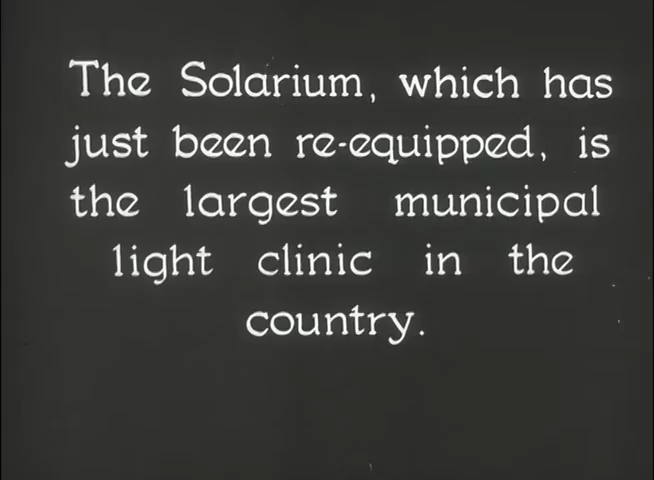 The Solarium, which has
just been re-equipped, is
the largest municipal
light clinic in the
country.